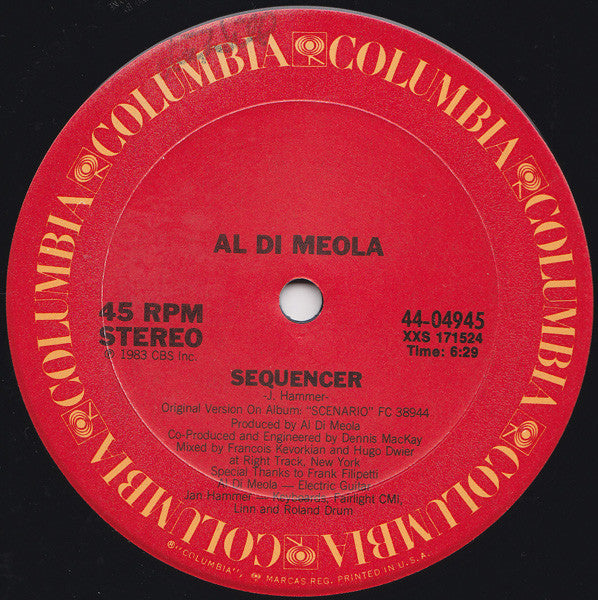 COLUMBIA COLUMBIA COLUMBIA COLUMBIA COLUMBIA COLUMBIA
AL DI MEOLA
45 RPM
STEREO
℗ 1983 CBS Inc.
44-04945
XXS 171524
Time: 6:29
SEQUENCER
-J. Hammer-
Original Version On Album: "SCENARIO" FC 38944
Produced by Al Di Meola
Co-Produced and Engineered by Dennis MacKay
Mixed by Francois Kevorkian and Hugo Dwier
at Right Track, New York
Special Thanks to Frank Filipetti
Al Di Meola — Electric Guitar
Jan Hammer — Keyboards, Fairlight CMI,
Linn and Roland Drum
®"COLUMBIA", MARCAS REG. PRINTED IN U.S.A.